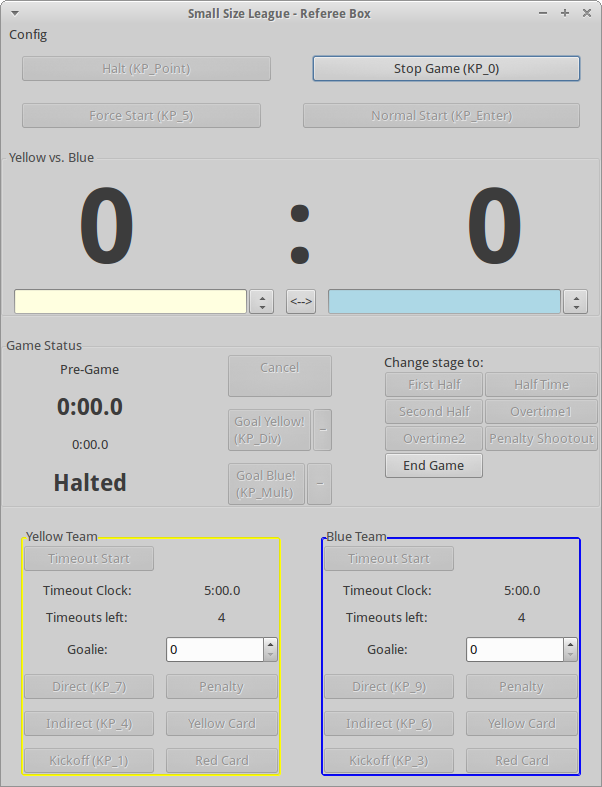 Small Size League - Referee Box
Config
Halt (KP_Point)
Stop Game (KP_0)
Force Start (KP_5)
Normal Start (KP_Enter)
Yellow vs. Blue
0 : 0
<-->
Game Status
Pre-Game
0:00.0
0:00.0
Halted
Cancel
Goal Yellow!
(KP_Div)
-
Goal Blue!
(KP_Mult)
-
Change stage to:
First Half
Half Time
Second Half
Overtime1
Overtime2
Penalty Shootout
End Game
Yellow Team
Timeout Start
Timeout Clock: 5:00.0
Timeouts left: 4
Goalie: 0
Direct (KP_7)
Penalty
Indirect (KP_4)
Yellow Card
Kickoff (KP_1)
Red Card
Blue Team
Timeout Start
Timeout Clock: 5:00.0
Timeouts left: 4
Goalie: 0
Direct (KP_9)
Penalty
Indirect (KP_6)
Yellow Card
Kickoff (KP_3)
Red Card